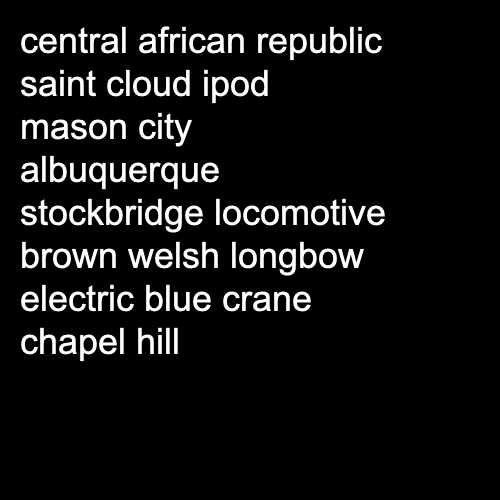 central african republic
saint cloud ipod
mason city
albuquerque
stockbridge locomotive
brown welsh longbow
electric blue crane
chapel hill